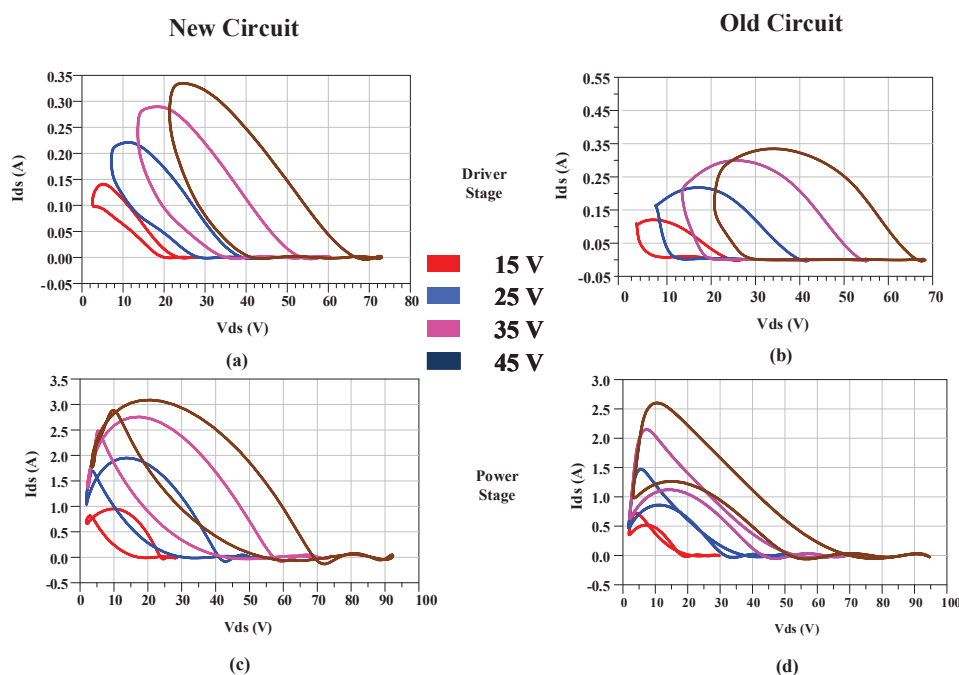 New Circuit
Old Circuit
0.35
0.30
0.25
0.20
0.15
0.10
0.05
0.00
-0.05
0 10 20 30 40 50 60 70 80
Ids (A)
Vds (V)
(a)
0.55
0.45
0.35
0.25
0.15
0.05
-0.05
0 10 20 30 40 50 60 70
Ids (A)
Vds (V)
(b)
Driver
Stage
15 V
25 V
35 V
45 V
3.5
3.0
2.5
2.0
1.5
1.0
0.5
0.0
-0.5
0 10 20 30 40 50 60 70 80 90 100
Ids (A)
Vds (V)
(c)
Power
Stage
3.0
2.5
2.0
1.5
1.0
0.5
0.0
-0.5
0 10 20 30 40 50 60 70 80 90 100
Ids (A)
Vds (V)
(d)